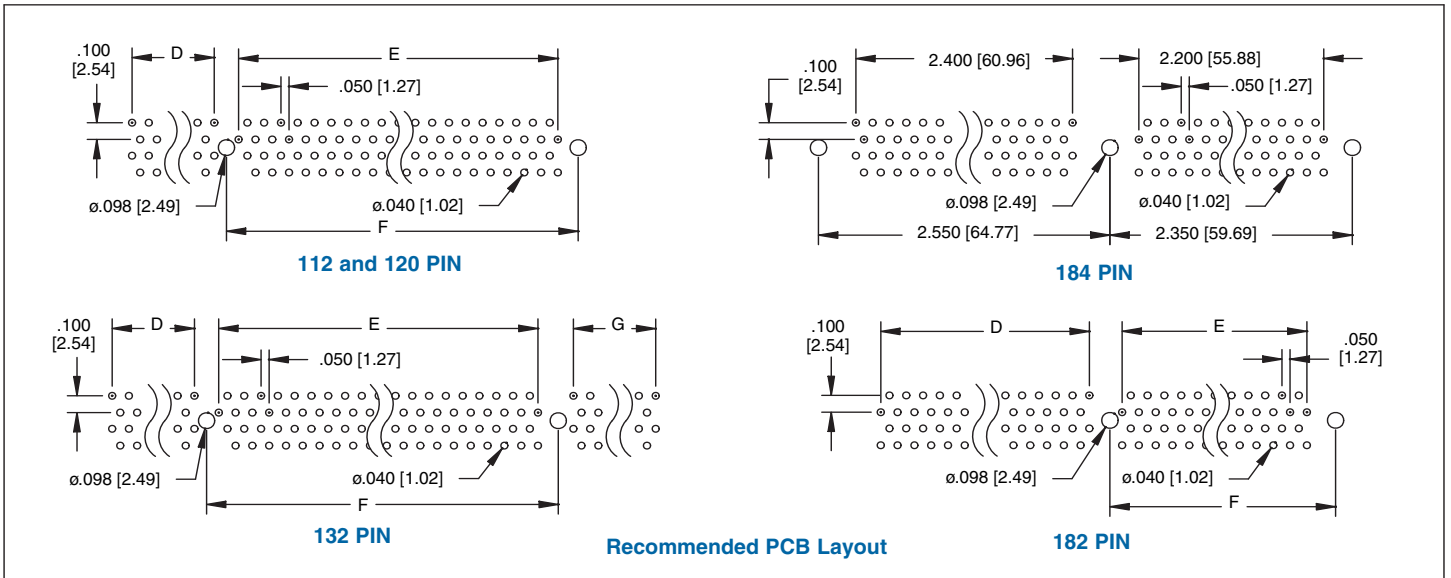 .100
[2.54]
D
E
.050 [1.27]
ø.098 [2.49]
ø.040 [1.02]
F
112 and 120 PIN
.100
[2.54]
2.400 [60.96]
2.200 [55.88]
.050 [1.27]
ø.098 [2.49]
ø.040 [1.02]
2.550 [64.77]
2.350 [59.69]
184 PIN
.100
[2.54]
D
E
G
.050 [1.27]
ø.098 [2.49]
ø.040 [1.02]
F
132 PIN
.100
[2.54]
D
E
.050
[1.27]
ø.098 [2.49]
ø.040 [1.02]
F
182 PIN
Recommended PCB Layout